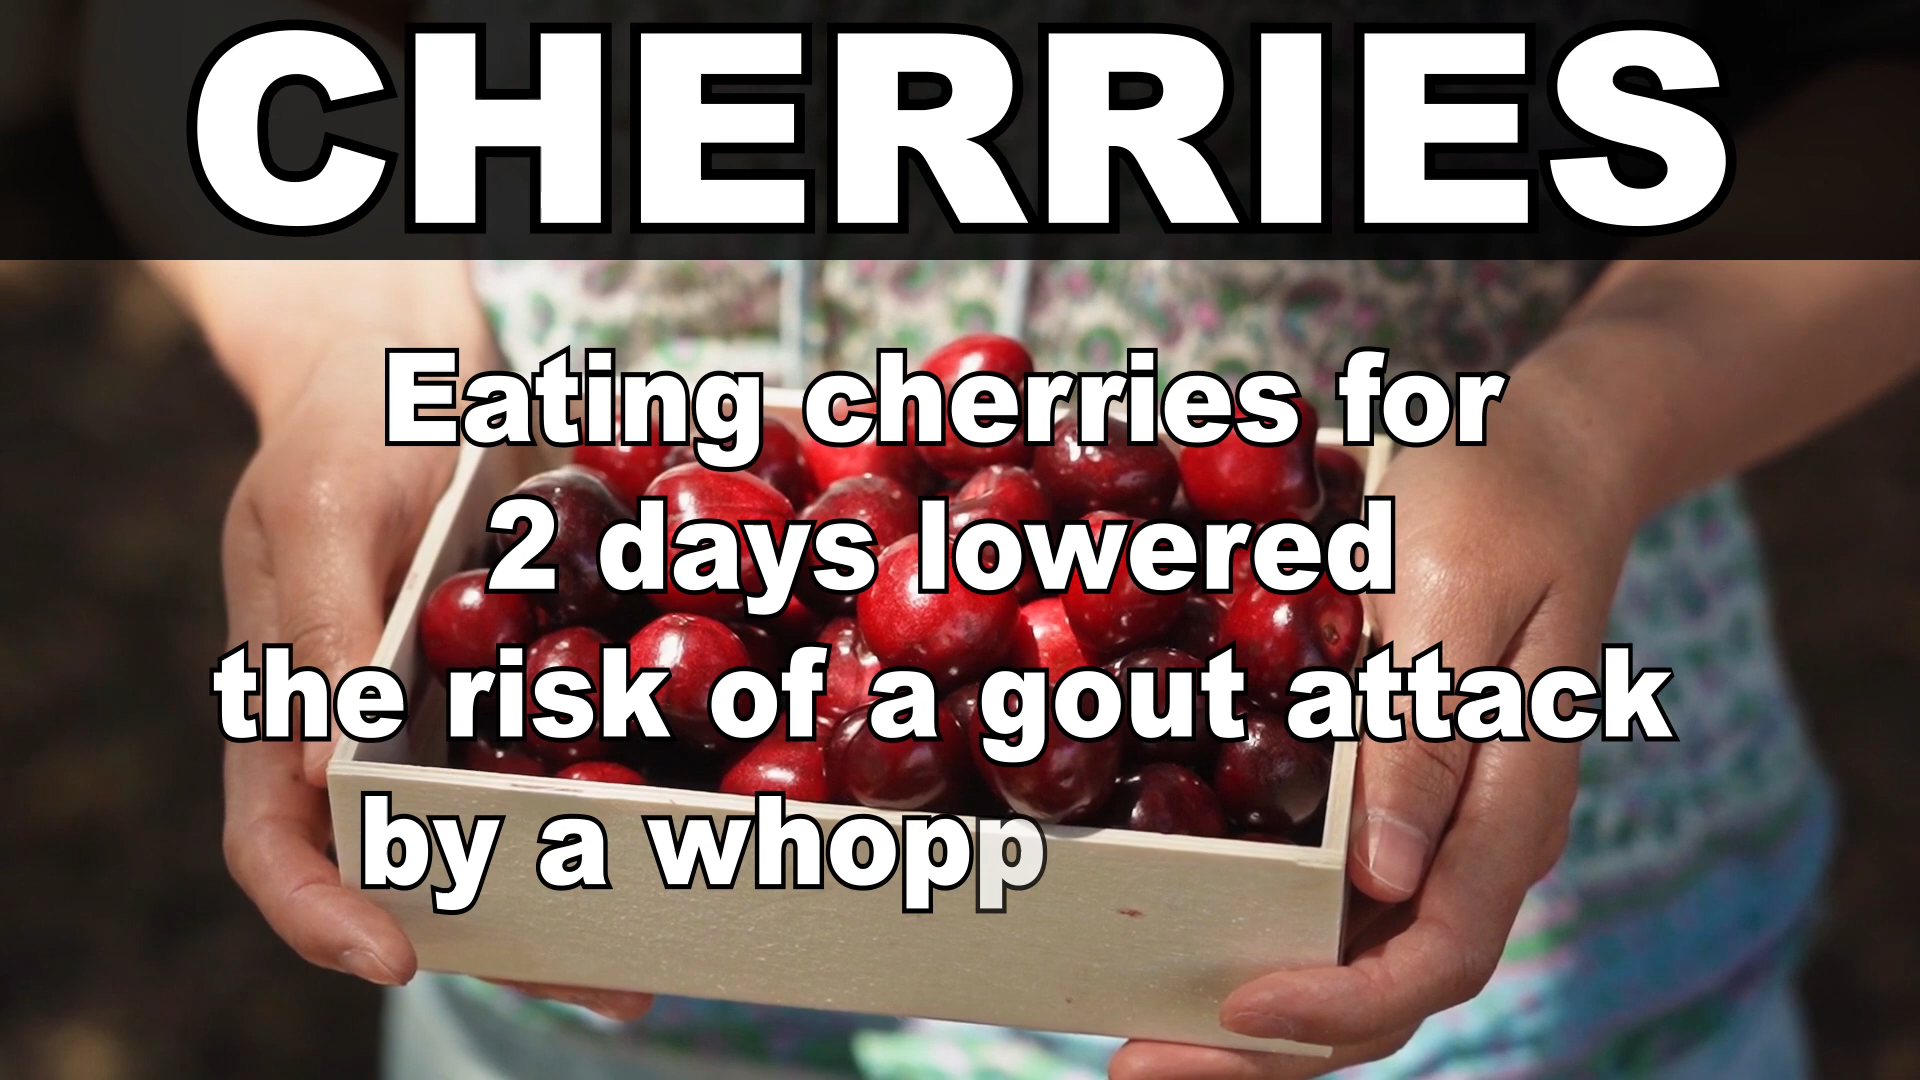 CHERRIES
Eating cherries for
2 days lowered
the risk of a gout attack
by a whopp